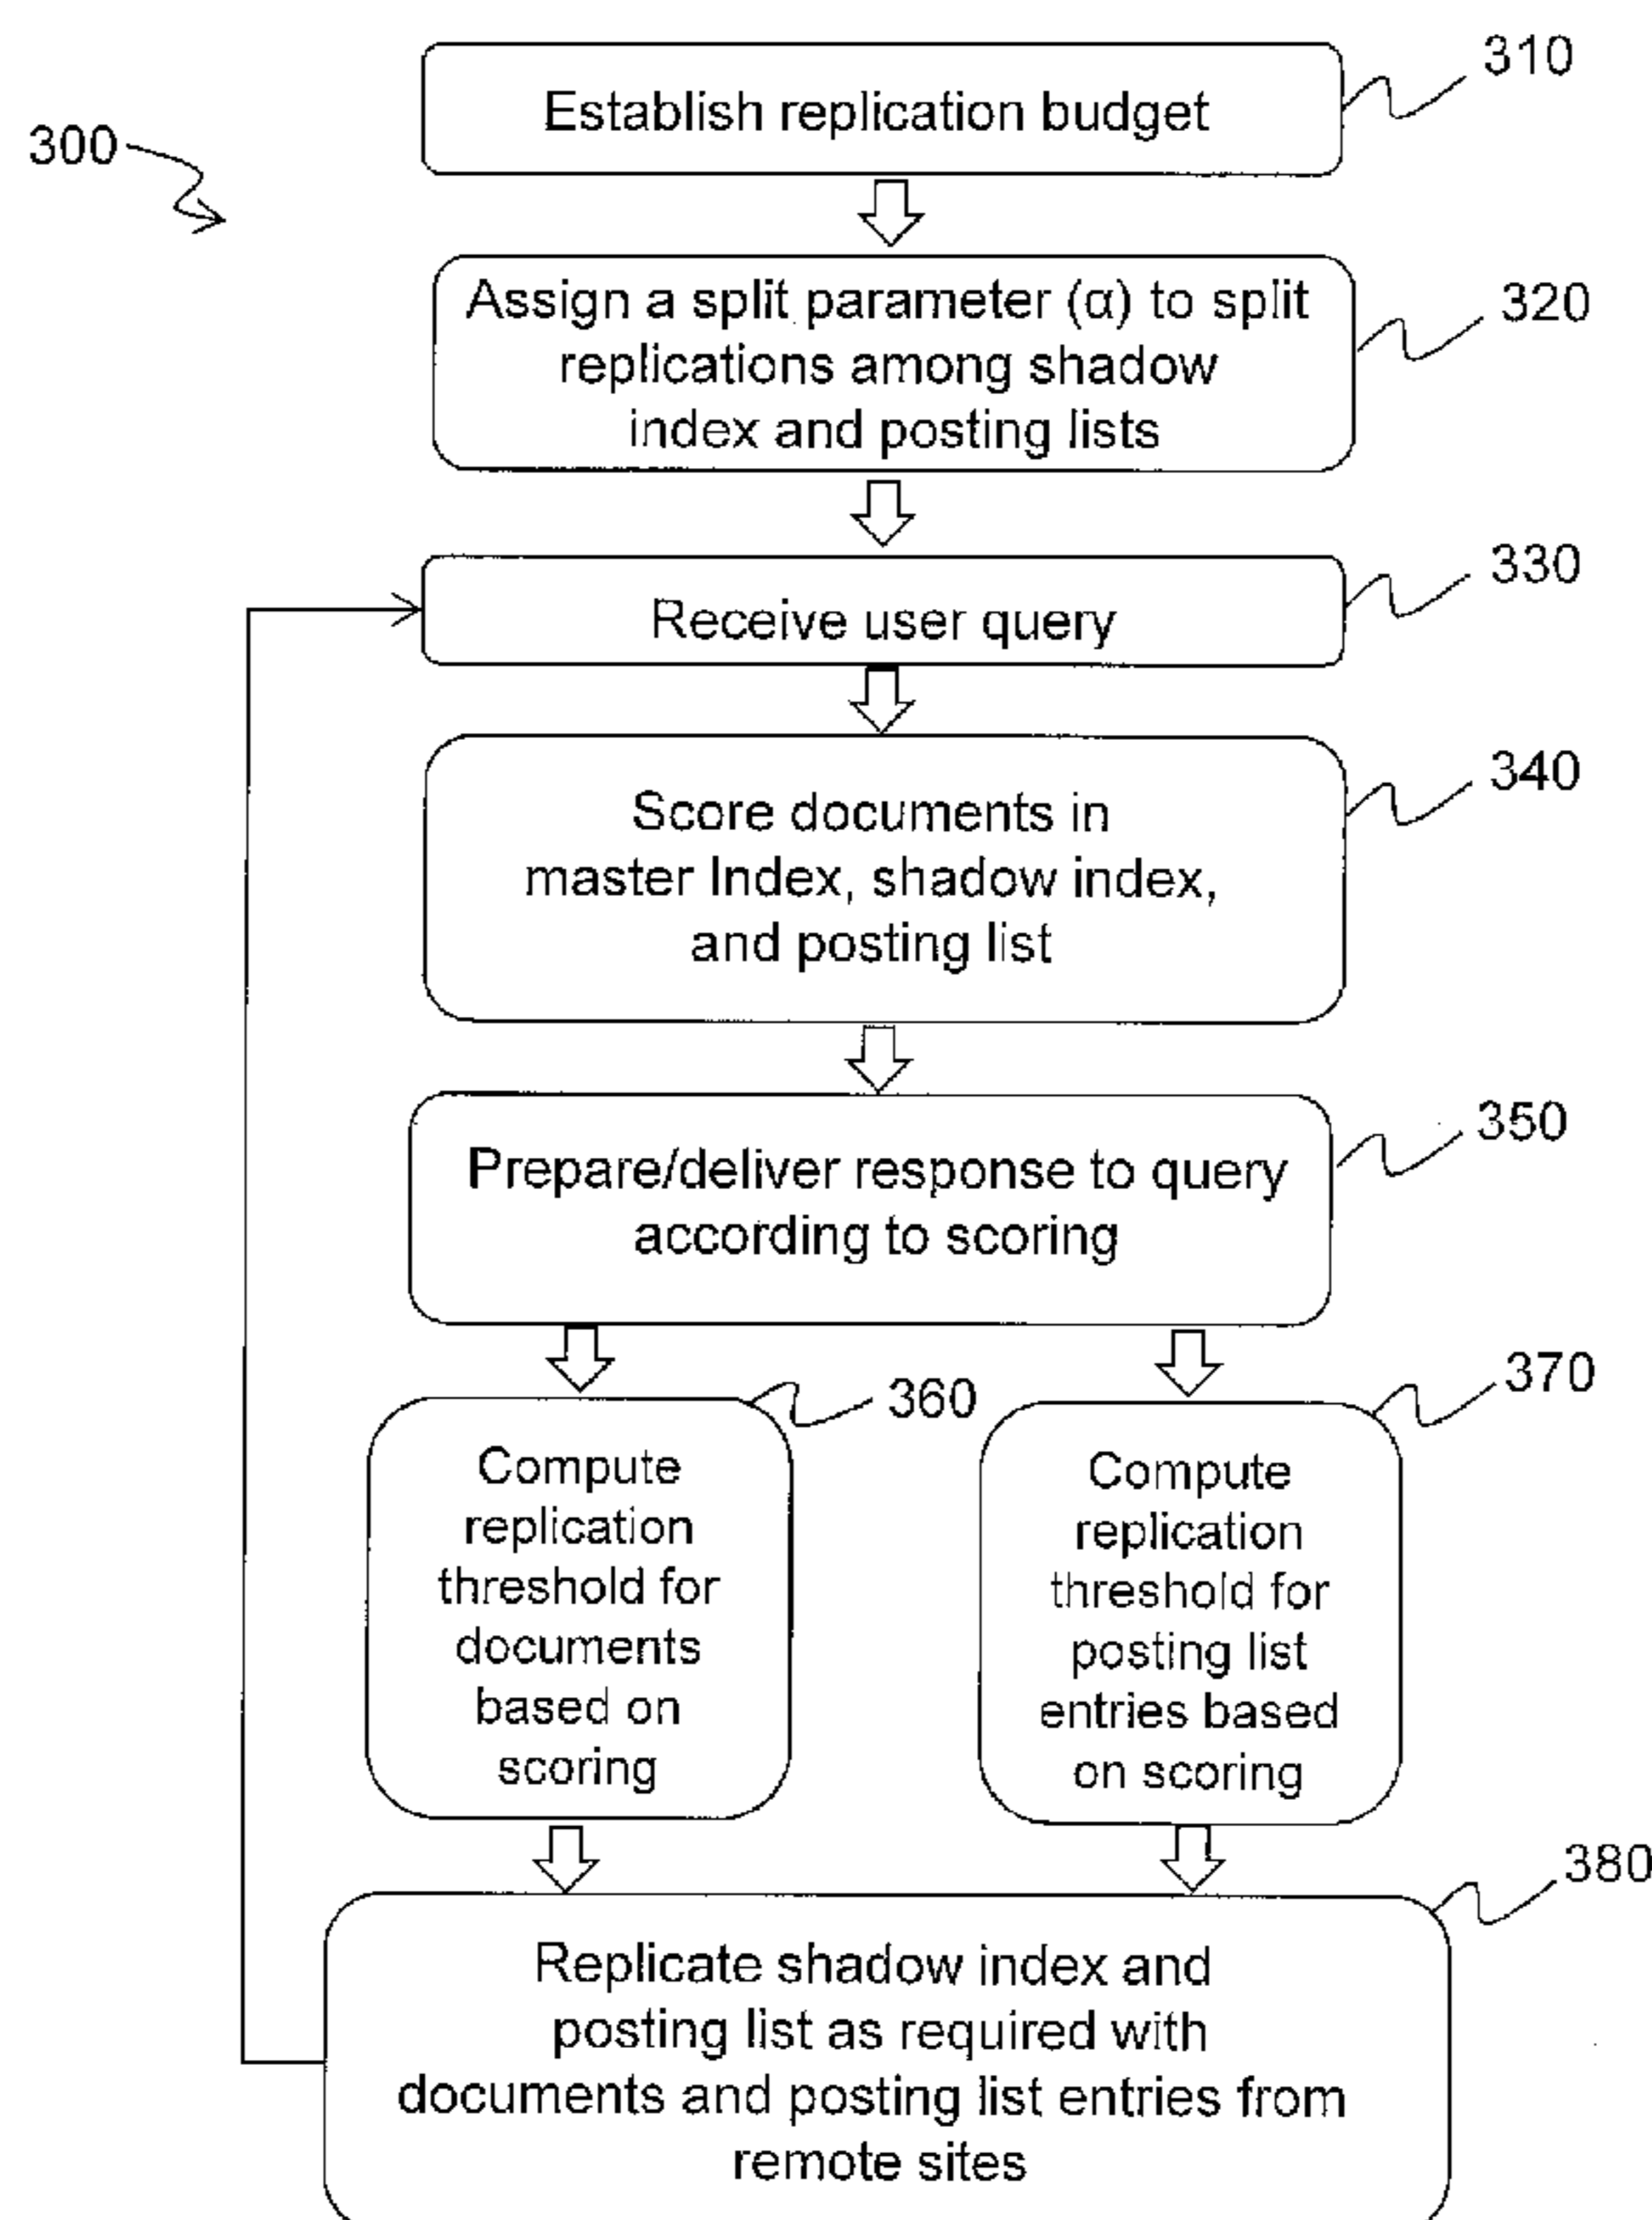 310
Establish replication budget
300
Assign a split parameter (α) to split
replications among shadow
index and posting lists
320
330
Receive user query
340
Score documents in
master Index, shadow index,
and posting list
350
Prepare/deliver response to query
according to scoring
360
Compute
replication
threshold for
documents
based on
scoring
370
Compute
replication
threshold for
posting list
entries based
on scoring
380
Replicate shadow index and
posting list as required with
documents and posting list entries from
remote sites